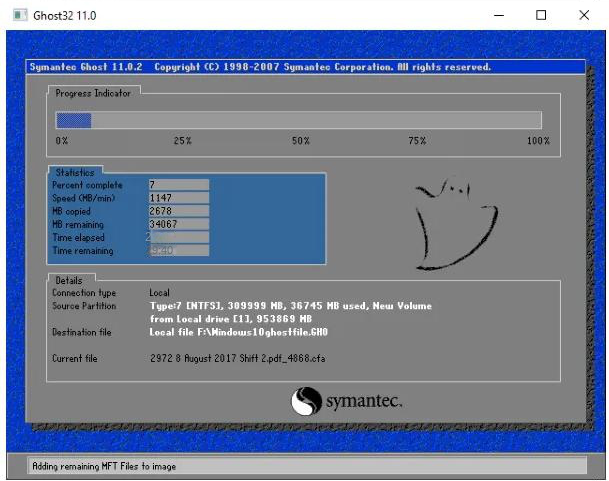 Ghost32 11.0
Symantec Ghost 11.0.2 Copyright (C) 1998-2007 Symantec Corporation. All rights reserved.
Progress Indicator
0% 25% 50% 75% 100%
Statistics
Percent complete 7
Speed (MB/min) 1147
MB copied 2678
MB remaining 34067
Time elapsed
Time remaining
Details
Connection type Local
Source Partition Type:7 [NTFS], 309999 MB, 36745 MB used, New Volume
from Local drive [1], 953869 MB
Destination file Local file F:\Windows10ghostfile.GHO
Current file 2972 8 August 2017 Shift 2.pdf_4868.cfa
symantec.
Adding remaining MFT Files to image